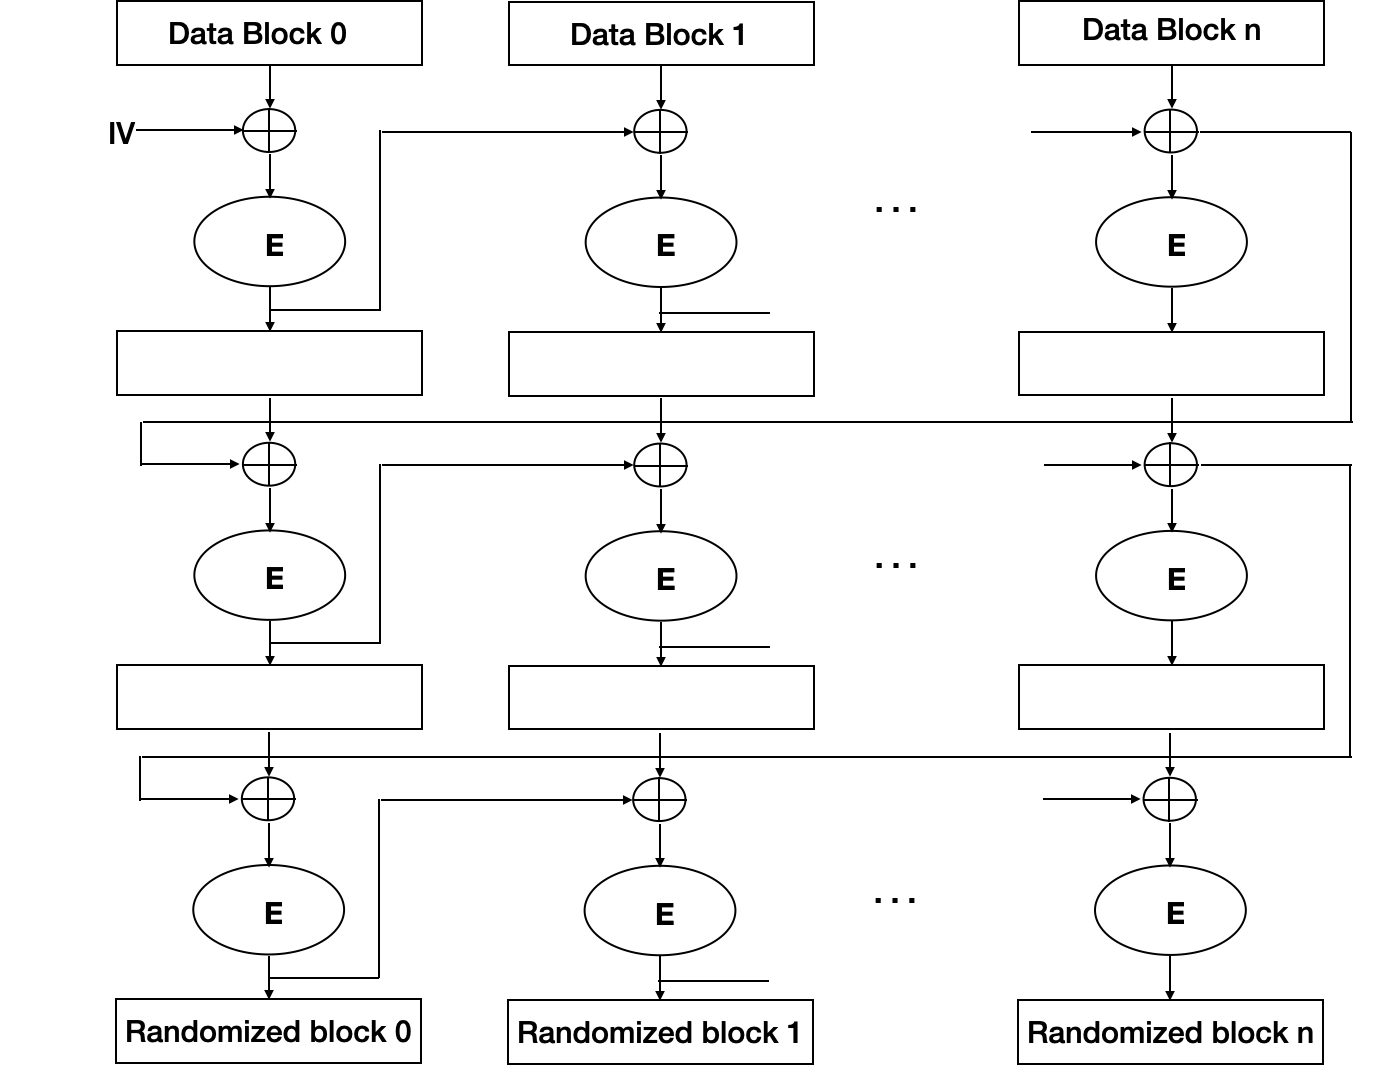 Data Block 0
Data Block 1
Data Block n
IV
. . .
E
E
E
. . .
E
E
E
. . .
E
E
E
Randomized block 0
Randomized block 1
Randomized block n